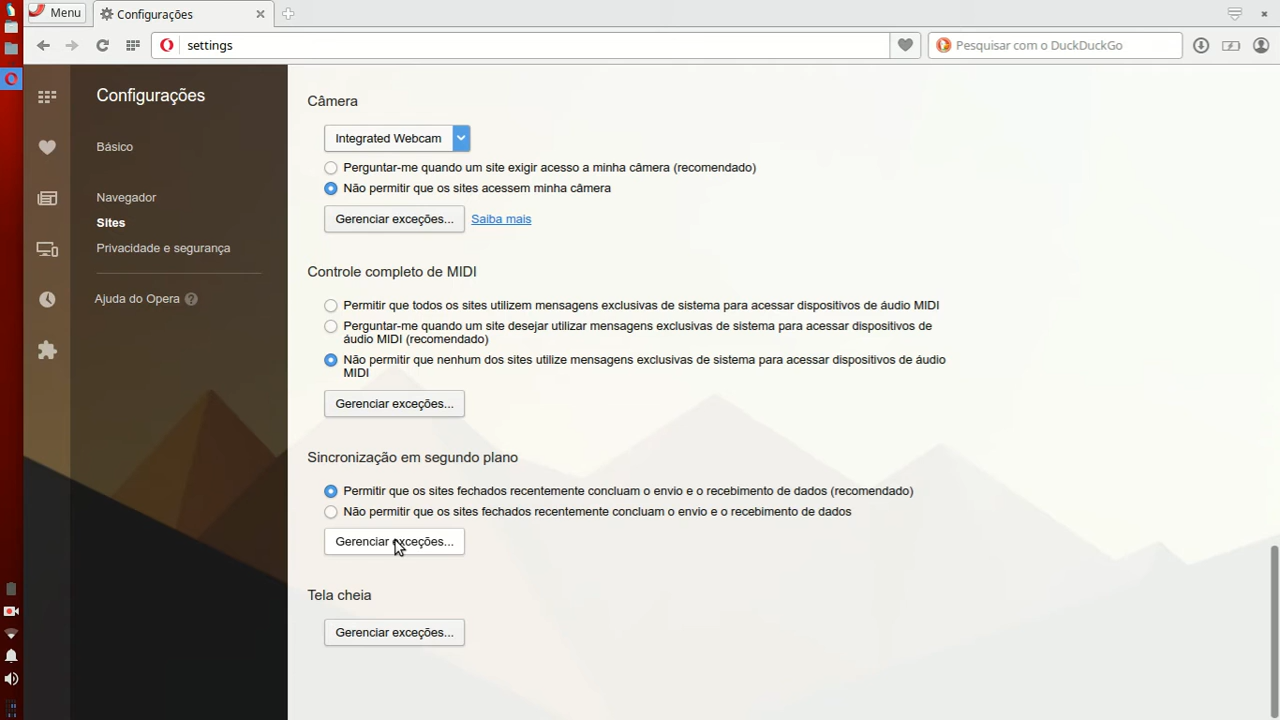 Menu
Configurações
settings
Pesquisar com o DuckDuckGo
Configurações
Básico
Navegador
Sites
Privacidade e segurança
Ajuda do Opera ?
Câmera
Integrated Webcam
Perguntar-me quando um site exigir acesso a minha câmera (recomendado)
Não permitir que os sites acessem minha câmera
Gerenciar exceções... Saiba mais
Controle completo de MIDI
Permitir que todos os sites utilizem mensagens exclusivas de sistema para acessar dispositivos de áudio MIDI
Perguntar-me quando um site desejar utilizar mensagens exclusivas de sistema para acessar dispositivos de
áudio MIDI (recomendado)
Não permitir que nenhum dos sites utilize mensagens exclusivas de sistema para acessar dispositivos de áudio
MIDI
Gerenciar exceções...
Sincronização em segundo plano
Permitir que os sites fechados recentemente concluam o envio e o recebimento de dados (recomendado)
Não permitir que os sites fechados recentemente concluam o envio e o recebimento de dados
Gerenciar exceções...
Tela cheia
Gerenciar exceções...